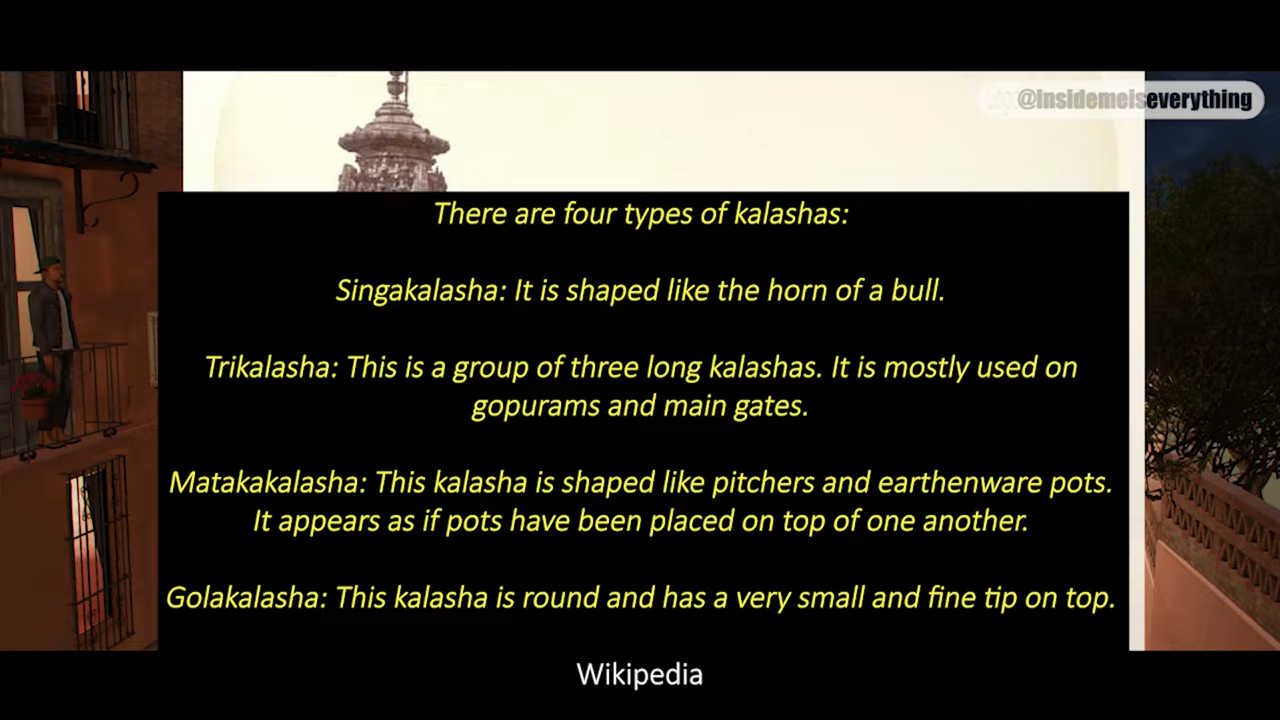 @insidemeiseverything
There are four types of kalashas:
Singakalasha: It is shaped like the horn of a bull.
Trikalasha: This is a group of three long kalashas. It is mostly used on
gopurams and main gates.
Matakakalasha: This kalasha is shaped like pitchers and earthenware pots.
It appears as if pots have been placed on top of one another.
Golakalasha: This kalasha is round and has a very small and fine tip on top.
Wikipedia